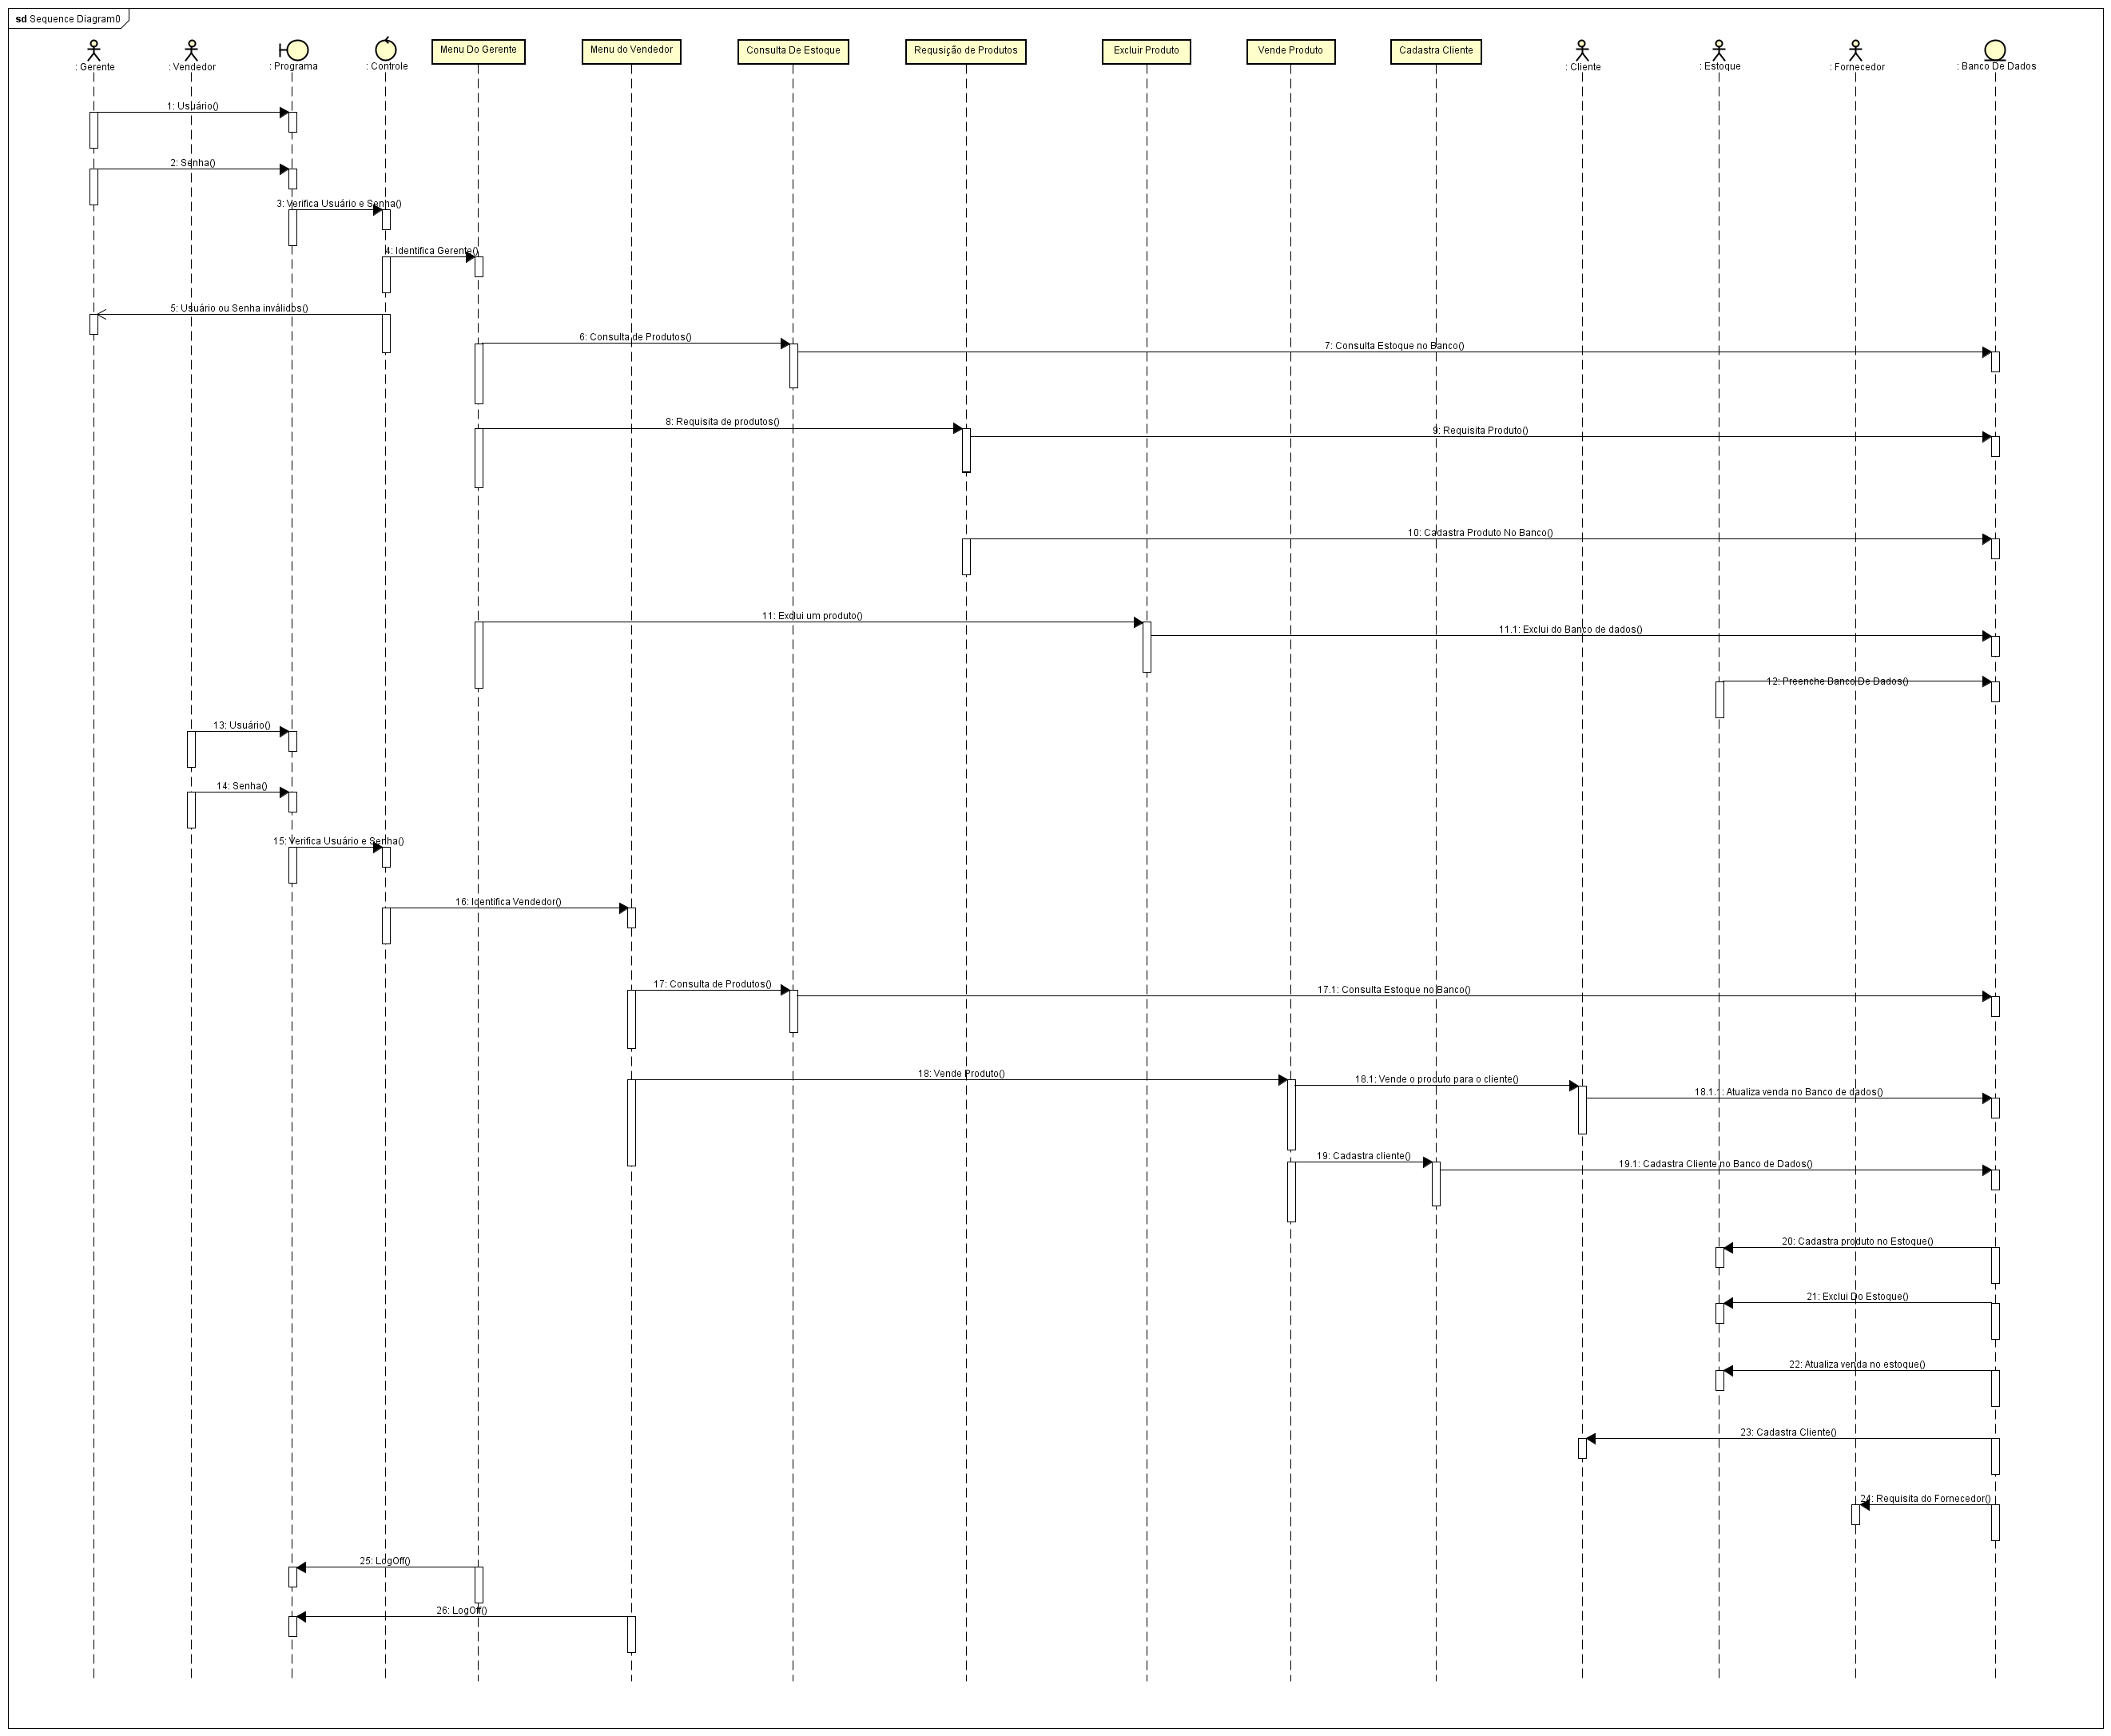 sd Sequence Diagram0
: Gerente
: Vendedor
: Programa
: Controle
Menu Do Gerente
Menu do Vendedor
Consulta De Estoque
Requsição de Produtos
Excluir Produto
Vende Produto
Cadastra Cliente
: Cliente
: Estoque
: Fornecedor
: Banco De Dados
1: Usuário()
2: Senha()
3: Verifica Usuário e Senha()
4: Identifica Gerente()
5: Usuário ou Senha inválidos()
6: Consulta de Produtos()
7: Consulta Estoque no Banco()
8: Requisita de produtos()
9: Requisita Produto()
10: Cadastra Produto No Banco()
11: Exclui um produto()
11.1: Exclui do Banco de dados()
12: Preenche Banco De Dados()
13: Usuário()
14: Senha()
15: Verifica Usuário e Senha()
16: Identifica Vendedor()
17: Consulta de Produtos()
17.1: Consulta Estoque no Banco()
18: Vende Produto()
18.1: Vende o produto para o cliente()
18.1.1: Atualiza venda no Banco de dados()
19: Cadastra cliente()
19.1: Cadastra Cliente no Banco de Dados()
20: Cadastra produto no Estoque()
21: Exclui Do Estoque()
22: Atualiza venda no estoque()
23: Cadastra Cliente()
24: Requisita do Fornecedor()
25: LogOff()
26: LogOff()